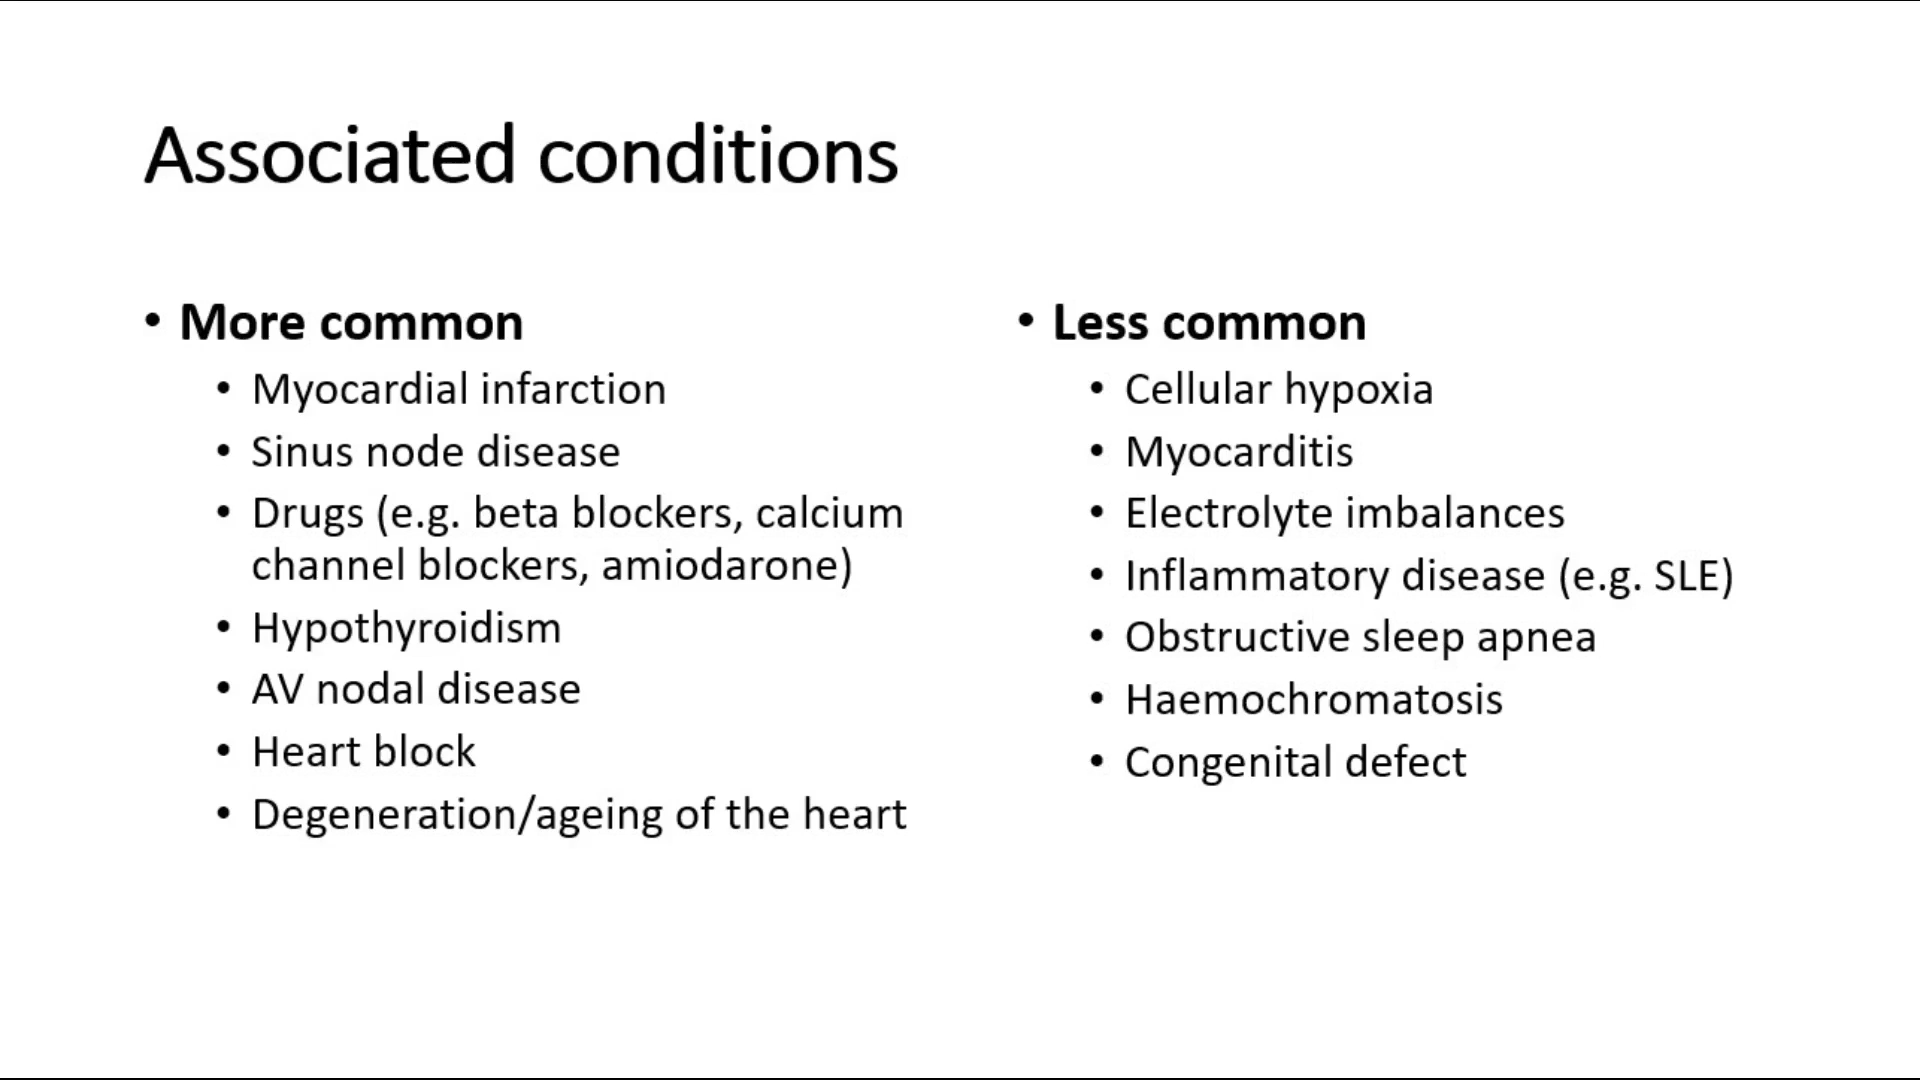 Associated conditions
• More common
• Myocardial infarction
• Sinus node disease
• Drugs (e.g. beta blockers, calcium
channel blockers, amiodarone)
• Hypothyroidism
• AV nodal disease
• Heart block
• Degeneration/ageing of the heart
• Less common
• Cellular hypoxia
• Myocarditis
• Electrolyte imbalances
• Inflammatory disease (e.g. SLE)
• Obstructive sleep apnea
• Haemochromatosis
• Congenital defect